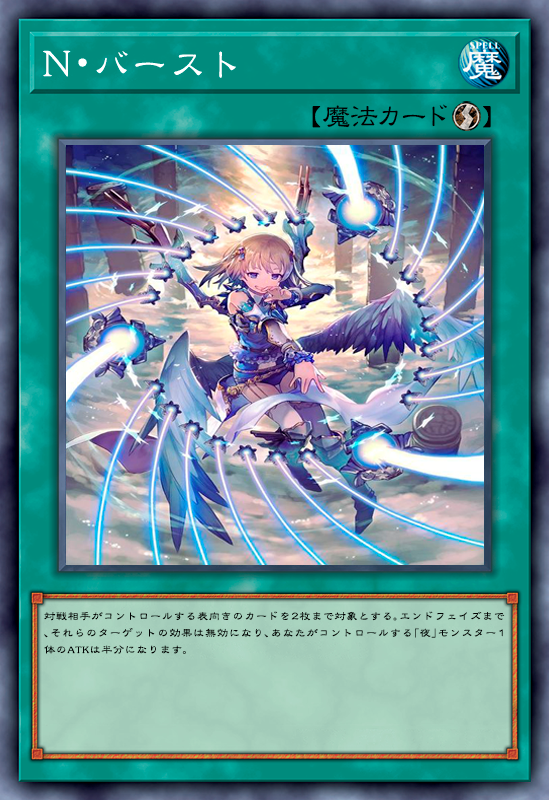 N・バースト
SPELL
魔
【魔法カード】
対戦相手がコントロールする表向きのカードを2枚まで対象とする。エンドフェイズまで
、それらのターゲットの効果は無効になり、あなたがコントロールする「夜」モンスター1
体のATKは半分になります。